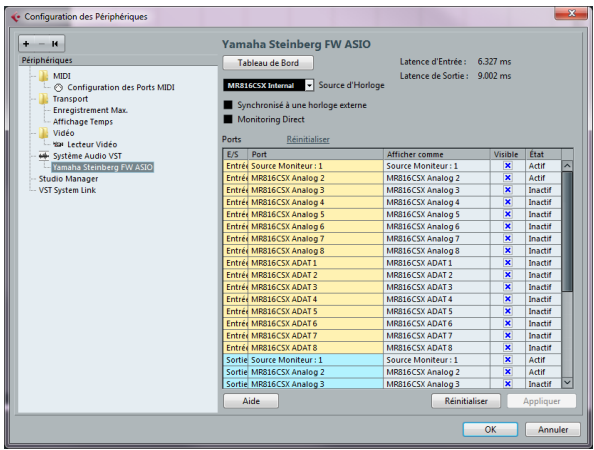 Configuration des Périphériques
Périphériques
MIDI
Configuration des Ports MIDI
Transport
Enregistrement Max.
Affichage Temps
Vidéo
Lecteur Vidéo
Système Audio VST
Yamaha Steinberg FW ASIO
Studio Manager
VST System Link
Yamaha Steinberg FW ASIO
Tableau de Bord Latence d'Entrée : 6.327 ms
Latence de Sortie : 9.002 ms
MR816CSX Internal Source d'Horloge
Synchronisé à une horloge externe
Monitoring Direct
Ports Réinitialiser
E/S Port Afficher comme Visible État
Entrée Source Moniteur : 1 Source Moniteur : 1 Actif
Entrée MR816CSX Analog 2 MR816CSX Analog 2 Actif
Entrée MR816CSX Analog 3 MR816CSX Analog 3 Inactif
Entrée MR816CSX Analog 4 MR816CSX Analog 4 Inactif
Entrée MR816CSX Analog 5 MR816CSX Analog 5 Inactif
Entrée MR816CSX Analog 6 MR816CSX Analog 6 Inactif
Entrée MR816CSX Analog 7 MR816CSX Analog 7 Inactif
Entrée MR816CSX Analog 8 MR816CSX Analog 8 Inactif
Entrée MR816CSX ADAT 1 MR816CSX ADAT 1 Inactif
Entrée MR816CSX ADAT 2 MR816CSX ADAT 2 Inactif
Entrée MR816CSX ADAT 3 MR816CSX ADAT 3 Inactif
Entrée MR816CSX ADAT 4 MR816CSX ADAT 4 Inactif
Entrée MR816CSX ADAT 5 MR816CSX ADAT 5 Inactif
Entrée MR816CSX ADAT 6 MR816CSX ADAT 6 Inactif
Entrée MR816CSX ADAT 7 MR816CSX ADAT 7 Inactif
Entrée MR816CSX ADAT 8 MR816CSX ADAT 8 Inactif
Sortie Source Moniteur : 1 Source Moniteur : 1 Actif
Sortie MR816CSX Analog 2 MR816CSX Analog 2 Actif
Sortie MR816CSX Analog 3 MR816CSX Analog 3 Inactif
Aide Réinitialiser Appliquer
OK Annuler